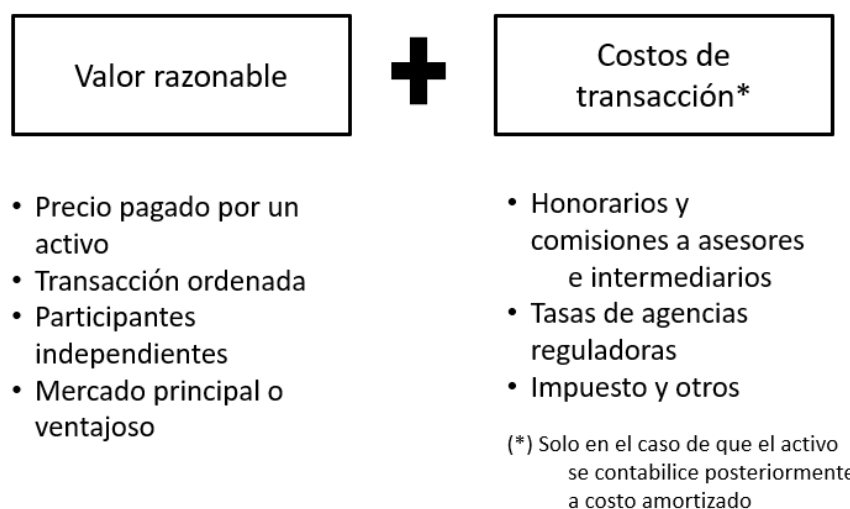 Valor razonable
Costos de
transacción*
• Precio pagado por un
activo
• Transacción ordenada
• Participantes
independientes
• Mercado principal o
ventajoso
• Honorarios y
comisiones a asesores
e intermediarios
• Tasas de agencias
reguladoras
• Impuesto y otros
(*) Solo en el caso de que el activo
se contabilice posteriormente
a costo amortizado